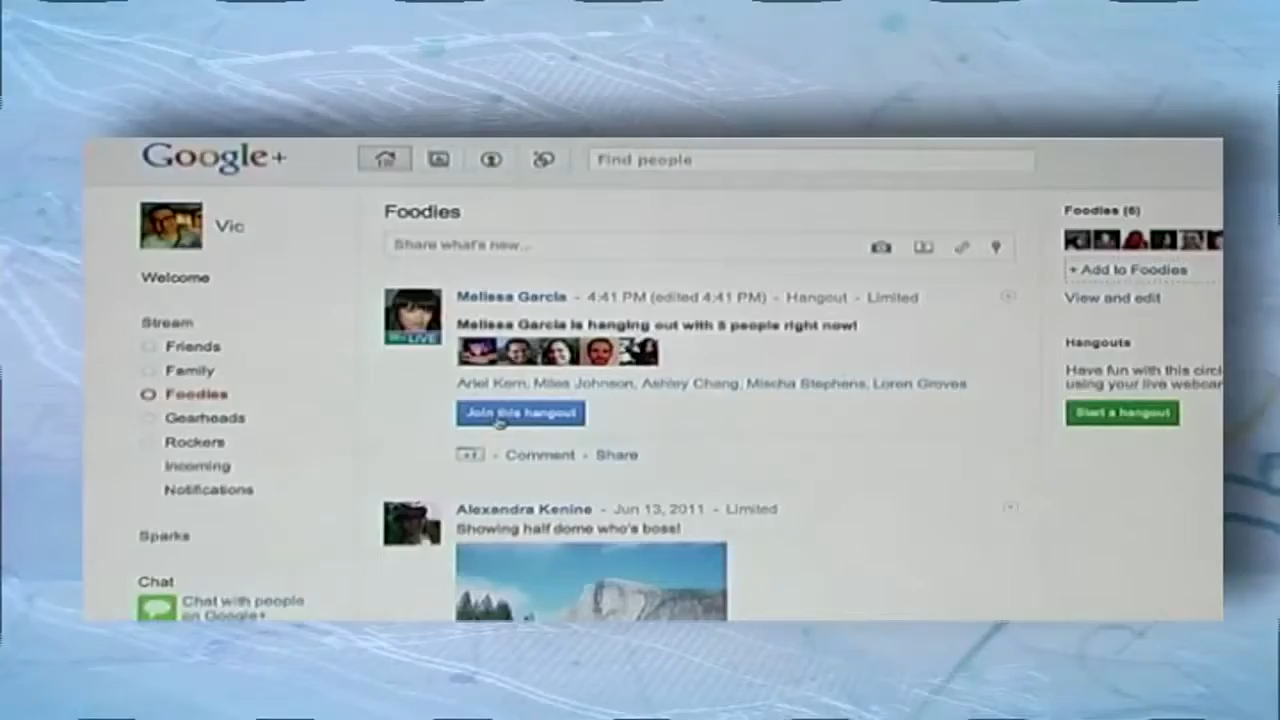 Google+
Find people
Vic
Welcome
Stream
Friends
Family
Foodies
Gearheads
Rockers
Incoming
Notifications
Sparks
Chat
Chat with people
on Google+
Foodies
Share what's new...
Melissa Garcia - 4:41 PM (edited 4:41 PM) - Hangout - Limited
Melissa Garcia is hanging out with 5 people right now!
LIVE
Ariel Kern, Miles Johnson, Ashley Chang, Mischa Stephens, Loren Groves
Join this hangout
+1 - Comment - Share
Alexandra Kenine - Jun 13, 2011 - Limited
Showing half dome who's boss!
Foodies (6)
+ Add to Foodies
View and edit
Hangouts
Have fun with this circl
using your live webcar
Start a hangout